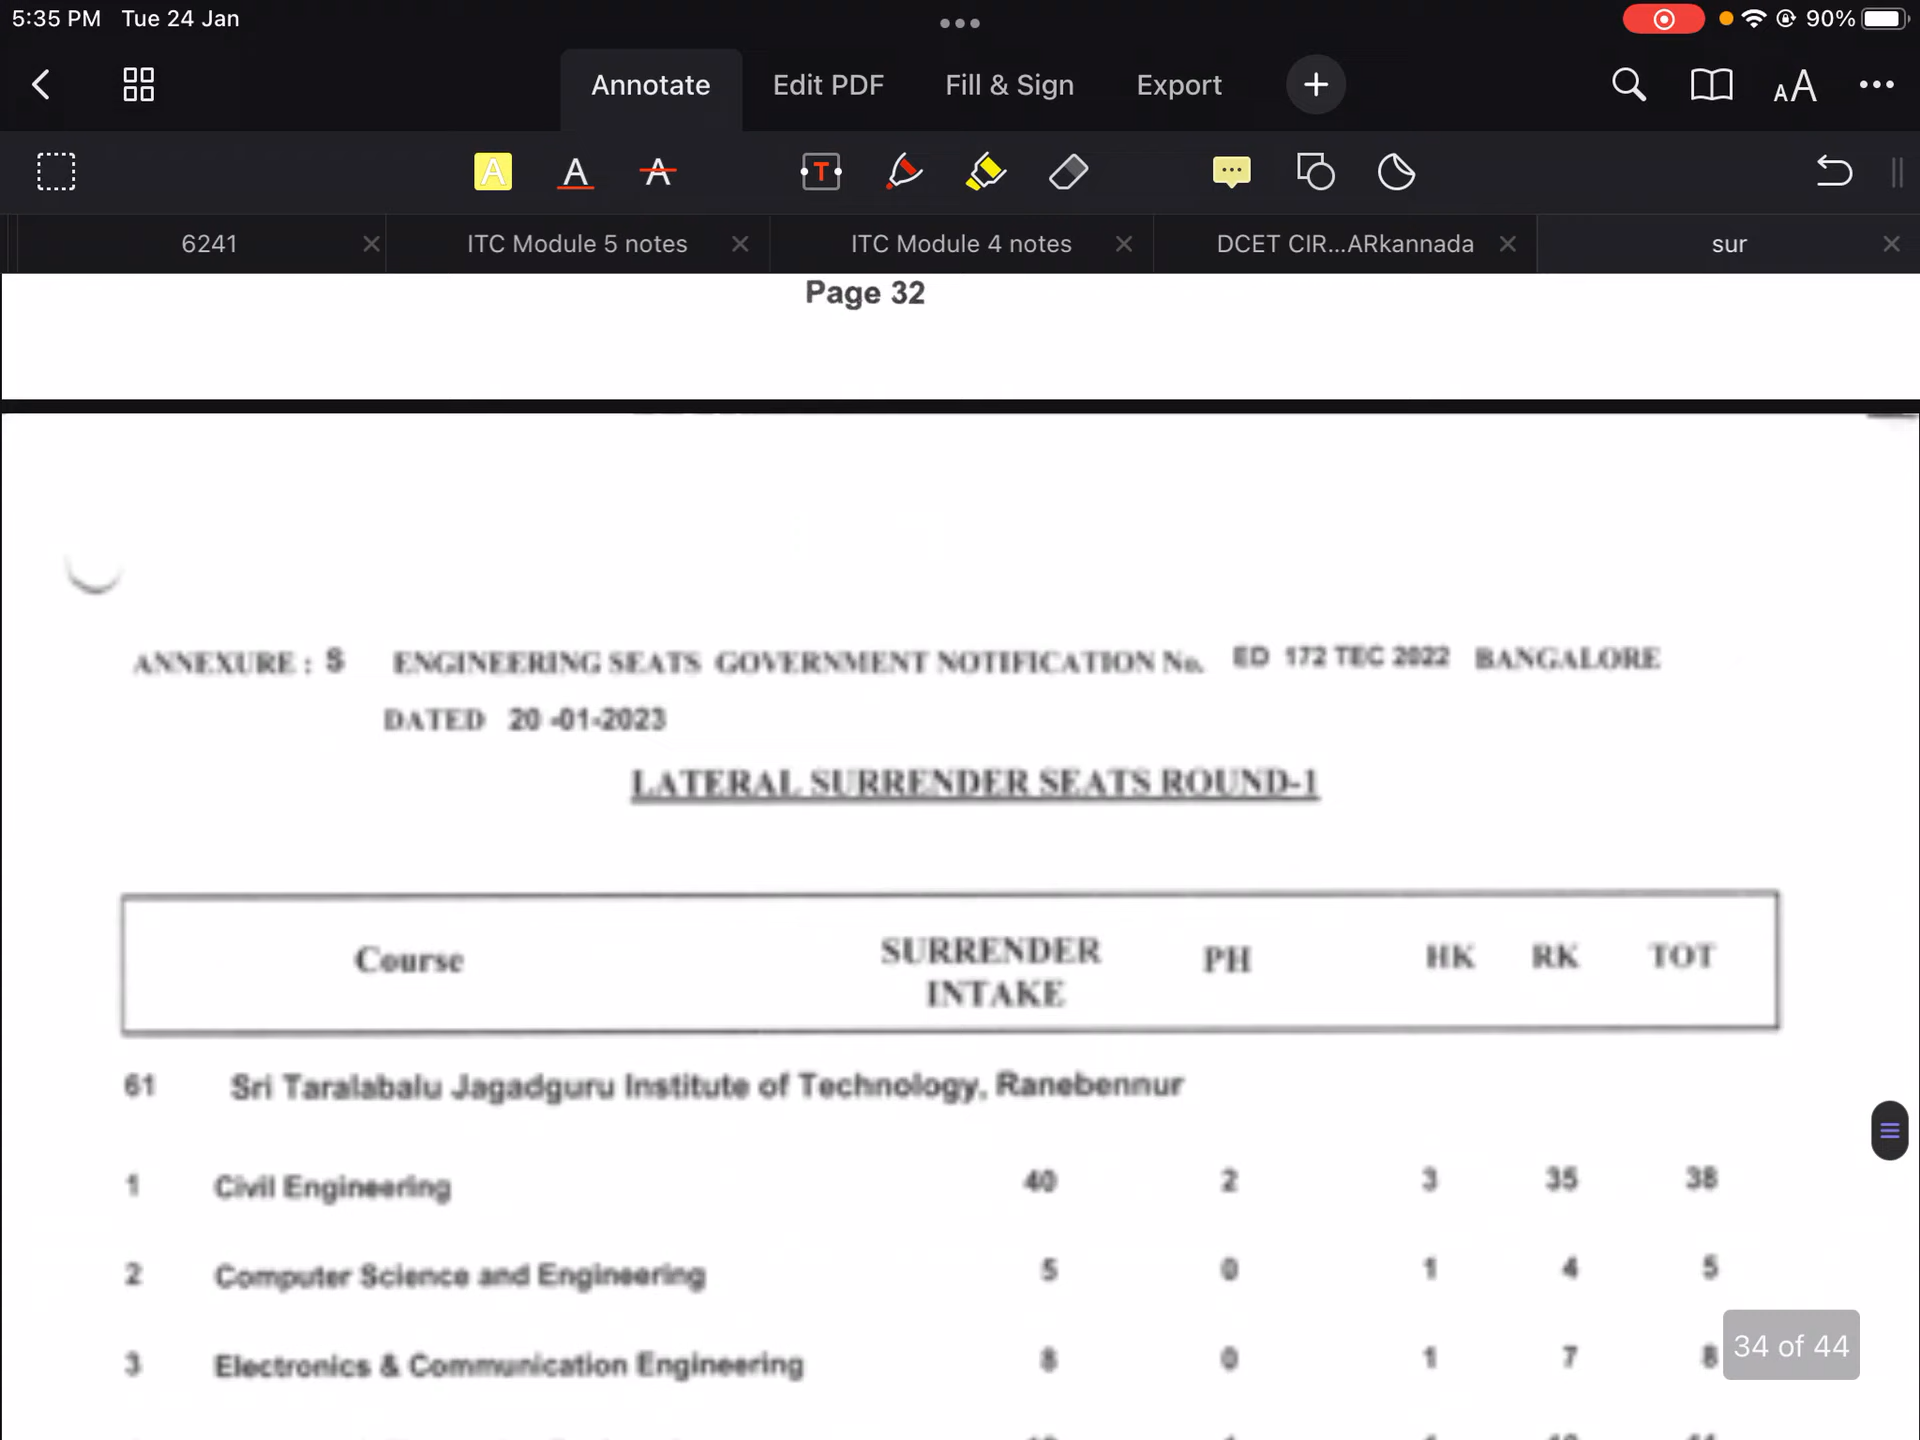 5:35 PM Tue 24 Jan
90%
Annotate Edit PDF Fill & Sign Export
6241 ITC Module 5 notes ITC Module 4 notes DCET CIR...ARkannada sur
Page 32
ANNEXURE : S ENGINEERING SEATS GOVERNMENT NOTIFICATION No. ED 172 TEC 2022 BANGALORE
DATED 20 -01-2023
LATERAL SURRENDER SEATS ROUND-1
Course SURRENDER INTAKE PH HK RK TOT
61 Sri Taralabalu Jagadguru Institute of Technology, Ranebennur
1 Civil Engineering 40 2 3 35 38
2 Computer Science and Engineering 5 0 1 4 5
3 Electronics & Communication Engineering 8 0 1 7 8
34 of 44